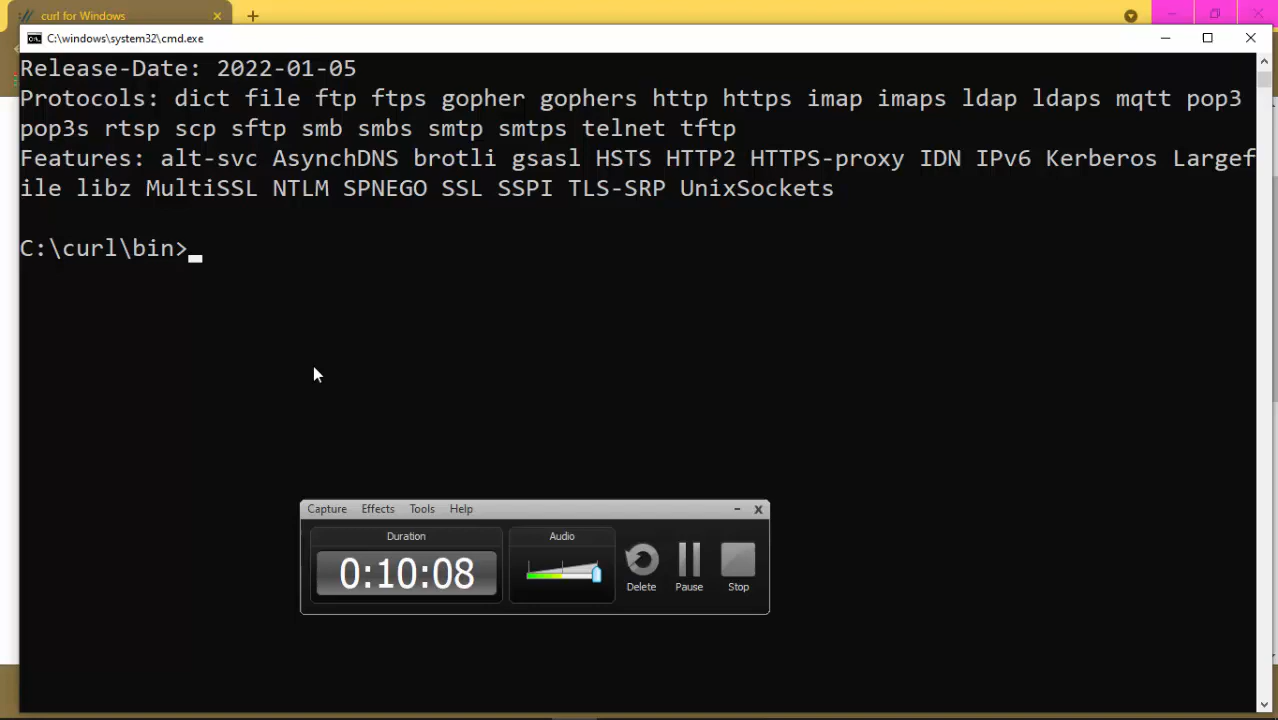 curl for Windows
C:\windows\system32\cmd.exe
Release-Date: 2022-01-05
Protocols: dict file ftp ftps gopher gophers http https imap imaps ldap ldaps mqtt pop3
pop3s rtsp scp sftp smb smbs smtp smtps telnet tftp
Features: alt-svc AsynchDNS brotli gsasl HSTS HTTP2 HTTPS-proxy IDN IPv6 Kerberos Largef
ile libz MultiSSL NTLM SPNEGO SSL SSPI TLS-SRP UnixSockets
C:\curl\bin>
Capture Effects Tools Help
Duration
Audio
0:10:08
Delete Pause Stop